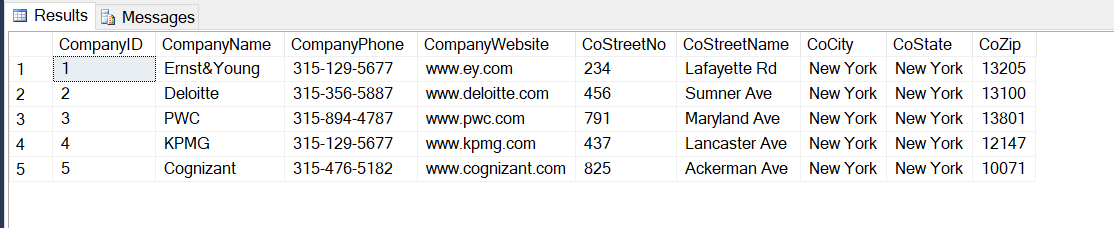 Results Messages
CompanyID CompanyName CompanyPhone CompanyWebsite CoStreetNo CoStreetName CoCity CoState CoZip
1 1 Ernst&Young 315-129-5677 www.ey.com 234 Lafayette Rd New York New York 13205
2 2 Deloitte 315-356-5887 www.deloitte.com 456 Sumner Ave New York New York 13100
3 3 PWC 315-894-4787 www.pwc.com 791 Maryland Ave New York New York 13801
4 4 KPMG 315-129-5677 www.kpmg.com 437 Lancaster Ave New York New York 12147
5 5 Cognizant 315-476-5182 www.cognizant.com 825 Ackerman Ave New York New York 10071